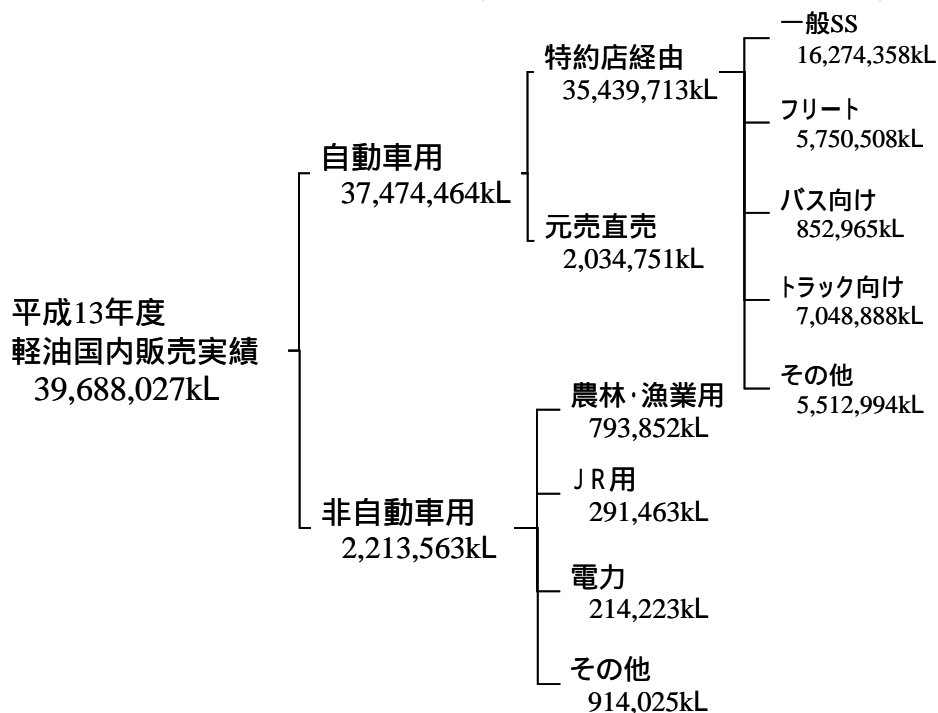 一般SS
16,274,358kL
特約店経由
35,439,713kL
フリート
5,750,508kL
自動車用
37,474,464kL
バス向け
852,965kL
元売直売
2,034,751kL
トラック向け
7,048,888kL
平成13年度
軽油国内販売実績
39,688,027kL
その他
5,512,994kL
農林・漁業用
793,852kL
JR用
291,463kL
非自動車用
2,213,563kL
電力
214,223kL
その他
914,025kL